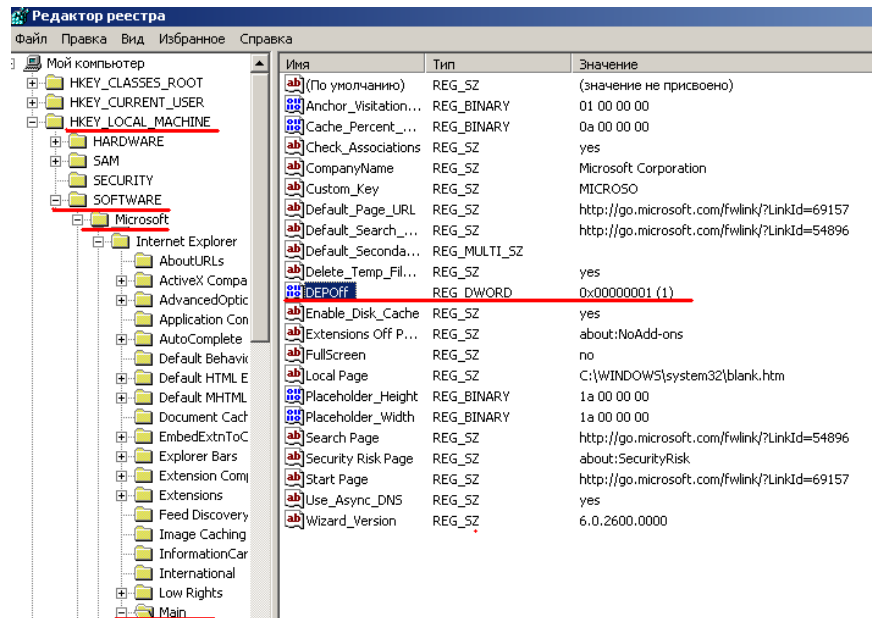 Редактор реестра
Файл Правка Вид Избранное Справка
Мой компьютер
HKEY_CLASSES_ROOT
HKEY_CURRENT_USER
HKEY_LOCAL_MACHINE
HARDWARE
SAM
SECURITY
SOFTWARE
Microsoft
Internet Explorer
AboutURLs
ActiveX Compa
AdvancedOptic
Application Con
AutoComplete
Default Behavic
Default HTML E
Default MHTML
Document Cach
EmbedExtnToC
Explorer Bars
Extension Comp
Extensions
Feed Discovery
Image Caching
InformationCar
International
Low Rights
Main
Имя Тип Значение
(По умолчанию) REG_SZ (значение не присвоено)
Anchor_Visitation... REG_BINARY 01 00 00 00
Cache_Percent_... REG_BINARY 0a 00 00 00
Check_Associations REG_SZ yes
CompanyName REG_SZ Microsoft Corporation
Custom_Key REG_SZ MICROSO
Default_Page_URL REG_SZ http://go.microsoft.com/fwlink/?LinkId=69157
Default_Search_... REG_SZ http://go.microsoft.com/fwlink/?LinkId=54896
Default_Seconda... REG_MULTI_SZ
Delete_Temp_Fil... REG_SZ yes
DEPOff REG_DWORD 0x00000001 (1)
Enable_Disk_Cache REG_SZ yes
Extensions Off P... REG_SZ about:NoAdd-ons
FullScreen REG_SZ no
Local Page REG_SZ C:\WINDOWS\system32\blank.htm
Placeholder_Height REG_BINARY 1a 00 00 00
Placeholder_Width REG_BINARY 1a 00 00 00
Search Page REG_SZ http://go.microsoft.com/fwlink/?LinkId=54896
Security Risk Page REG_SZ about:SecurityRisk
Start Page REG_SZ http://go.microsoft.com/fwlink/?LinkId=69157
Use_Async_DNS REG_SZ yes
Wizard_Version REG_SZ 6.0.2600.0000